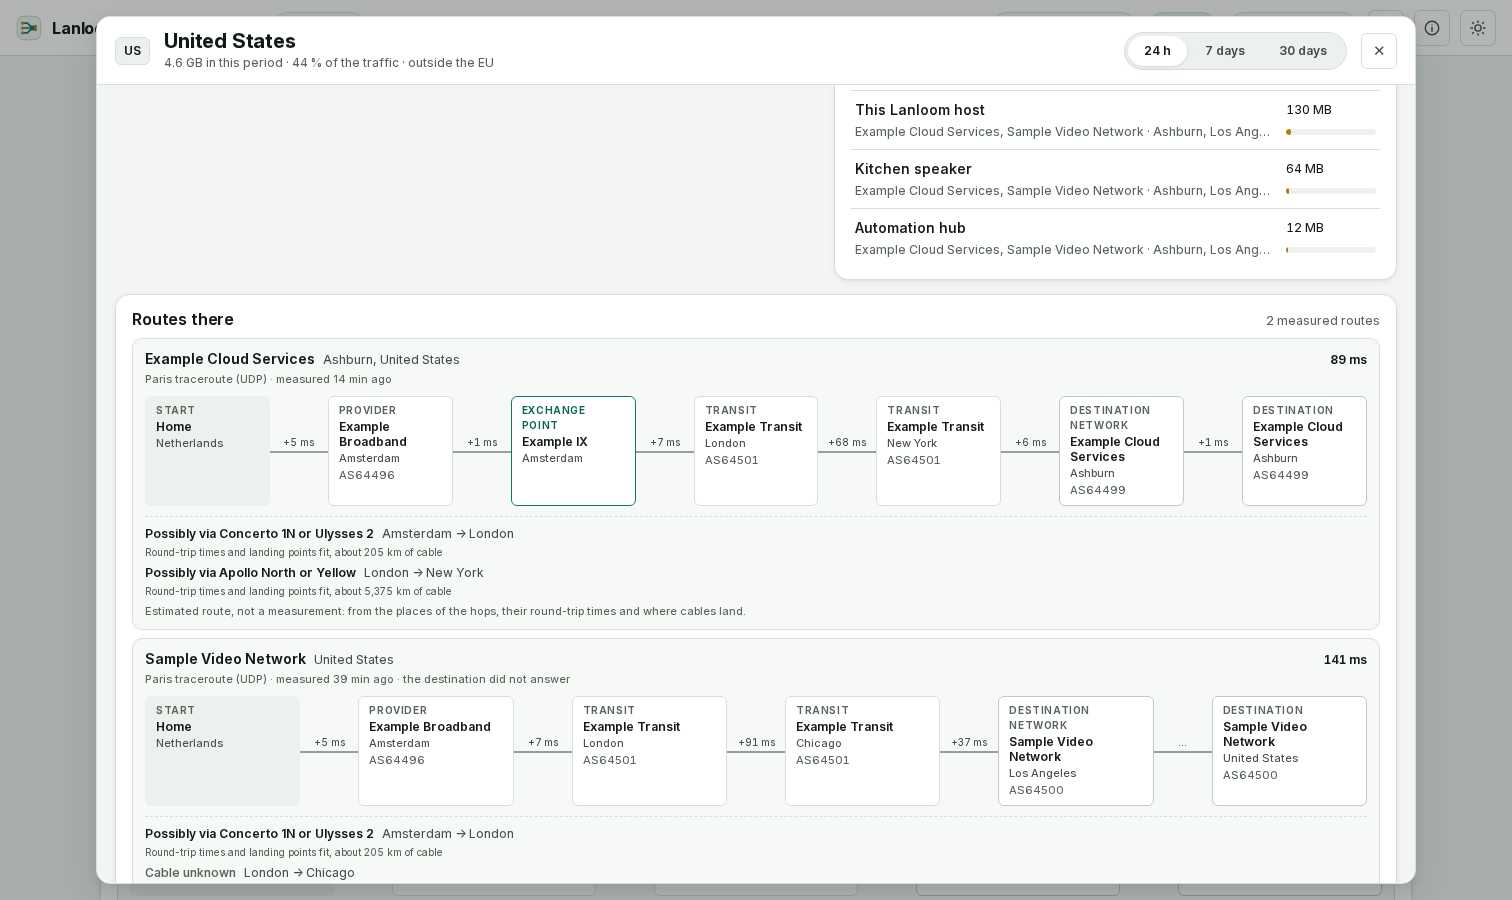 US
United States
4.6 GB in this period · 44 % of the traffic · outside the EU
24 h
7 days
30 days
This Lanloom host
130 MB
Example Cloud Services, Sample Video Network · Ashburn, Los Ang…
Kitchen speaker
64 MB
Example Cloud Services, Sample Video Network · Ashburn, Los Ang…
Automation hub
12 MB
Example Cloud Services, Sample Video Network · Ashburn, Los Ang…
Routes there
2 measured routes
Example Cloud Services Ashburn, United States
89 ms
Paris traceroute (UDP) · measured 14 min ago
START
Home
Netherlands
+5 ms
PROVIDER
Example
Broadband
Amsterdam
AS64496
+1 ms
EXCHANGE
POINT
Example IX
Amsterdam
+7 ms
TRANSIT
Example Transit
London
AS64501
+68 ms
TRANSIT
Example Transit
New York
AS64501
+6 ms
DESTINATION
NETWORK
Example Cloud
Services
Ashburn
AS64499
+1 ms
DESTINATION
Example Cloud
Services
Ashburn
AS64499
Possibly via Concerto 1N or Ulysses 2 Amsterdam → London
Round-trip times and landing points fit, about 205 km of cable
Possibly via Apollo North or Yellow London → New York
Round-trip times and landing points fit, about 5,375 km of cable
Estimated route, not a measurement: from the places of the hops, their round-trip times and where cables land.
Sample Video Network United States
141 ms
Paris traceroute (UDP) · measured 39 min ago · the destination did not answer
START
Home
Netherlands
+5 ms
PROVIDER
Example Broadband
Amsterdam
AS64496
+7 ms
TRANSIT
Example Transit
London
AS64501
+91 ms
TRANSIT
Example Transit
Chicago
AS64501
+37 ms
DESTINATION
NETWORK
Sample Video
Network
Los Angeles
AS64500
…
DESTINATION
Sample Video
Network
United States
AS64500
Possibly via Concerto 1N or Ulysses 2 Amsterdam → London
Round-trip times and landing points fit, about 205 km of cable
Cable unknown London → Chicago